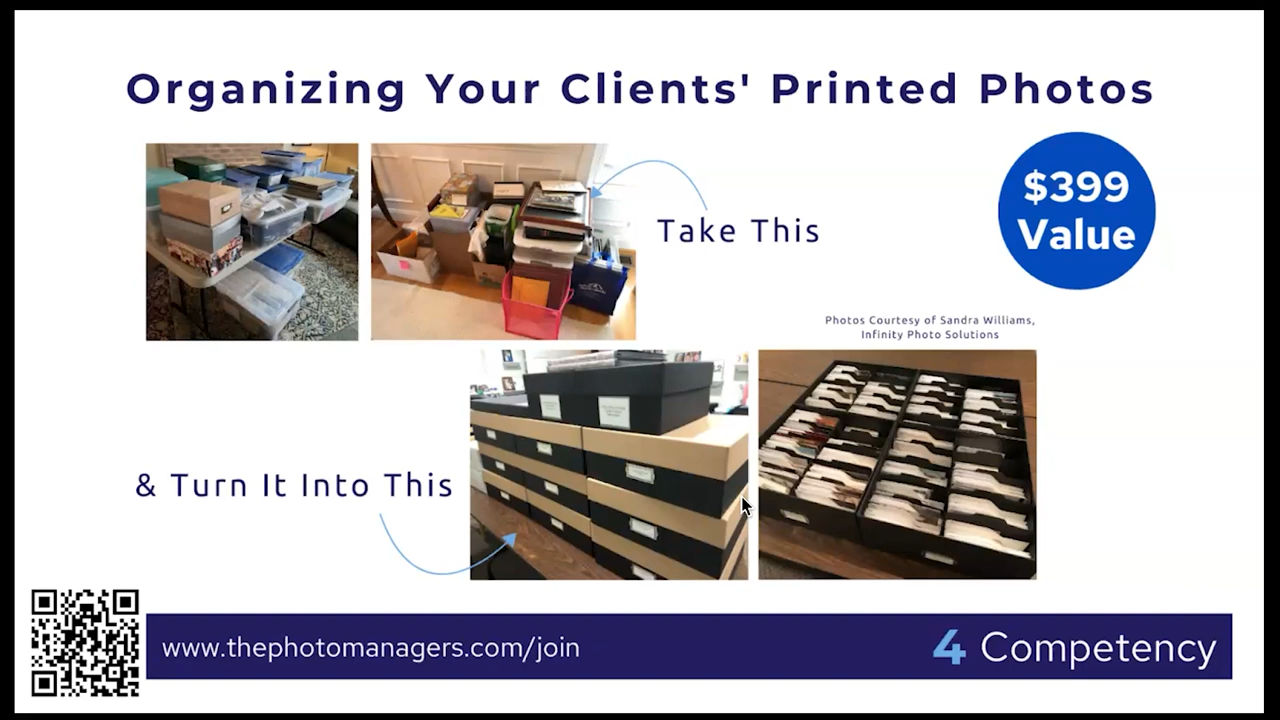 Organizing Your Clients' Printed Photos
$399
Value
Take This
Photos Courtesy of Sandra Williams,
Infinity Photo Solutions
& Turn It Into This
www.thephotomanagers.com/join
4 Competency